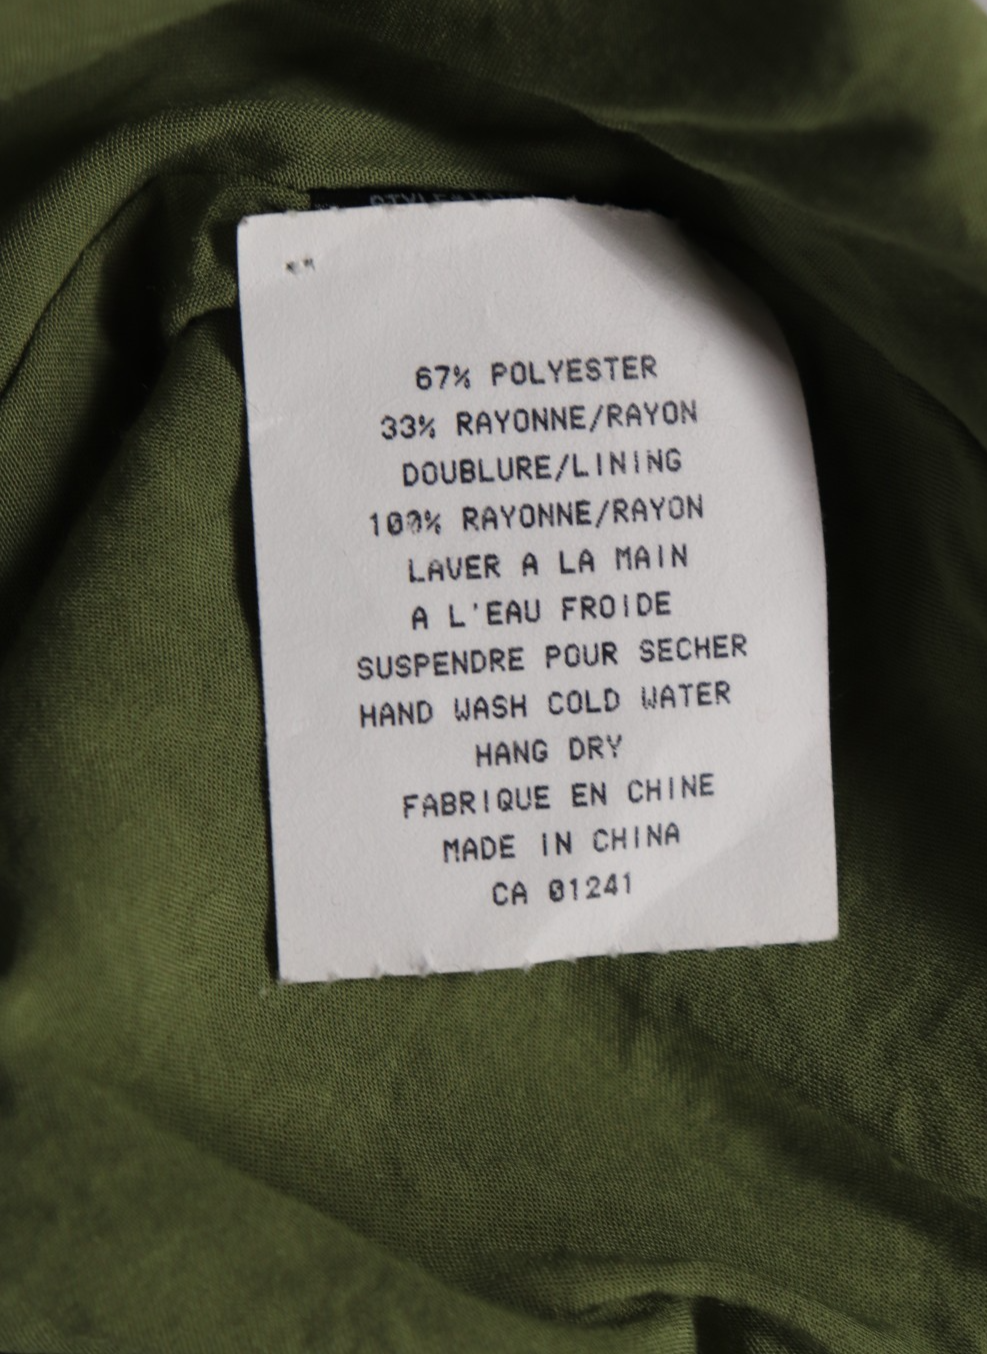 67% POLYESTER
33% RAYONNE/RAYON
DOUBLURE/LINING
100% RAYONNE/RAYON
LAVER A LA MAIN
A L'EAU FROIDE
SUSPENDRE POUR SECHER
HAND WASH COLD WATER
HANG DRY
FABRIQUE EN CHINE
MADE IN CHINA
CA 01241